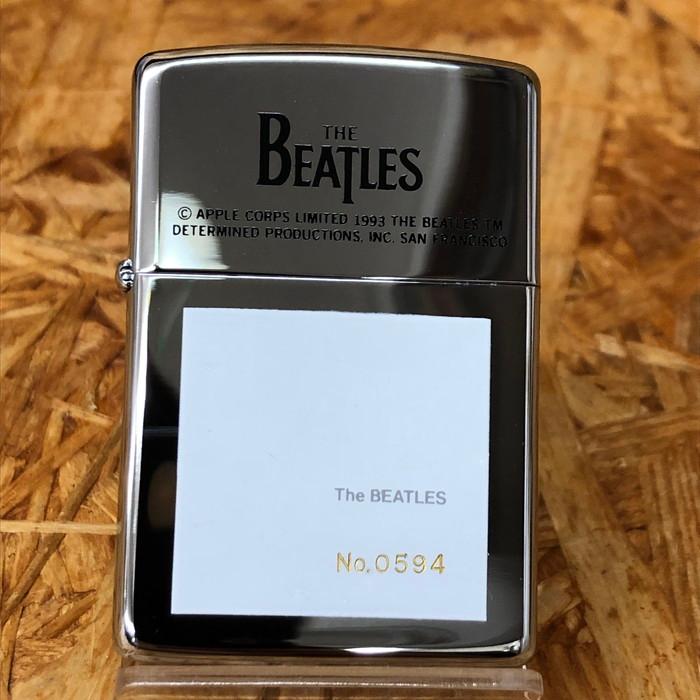 THE
BEATLES
© APPLE CORPS LIMITED 1993 THE BEATLES TM
DETERMINED PRODUCTIONS, INC. SAN FRANCISCO
The BEATLES
No.0594